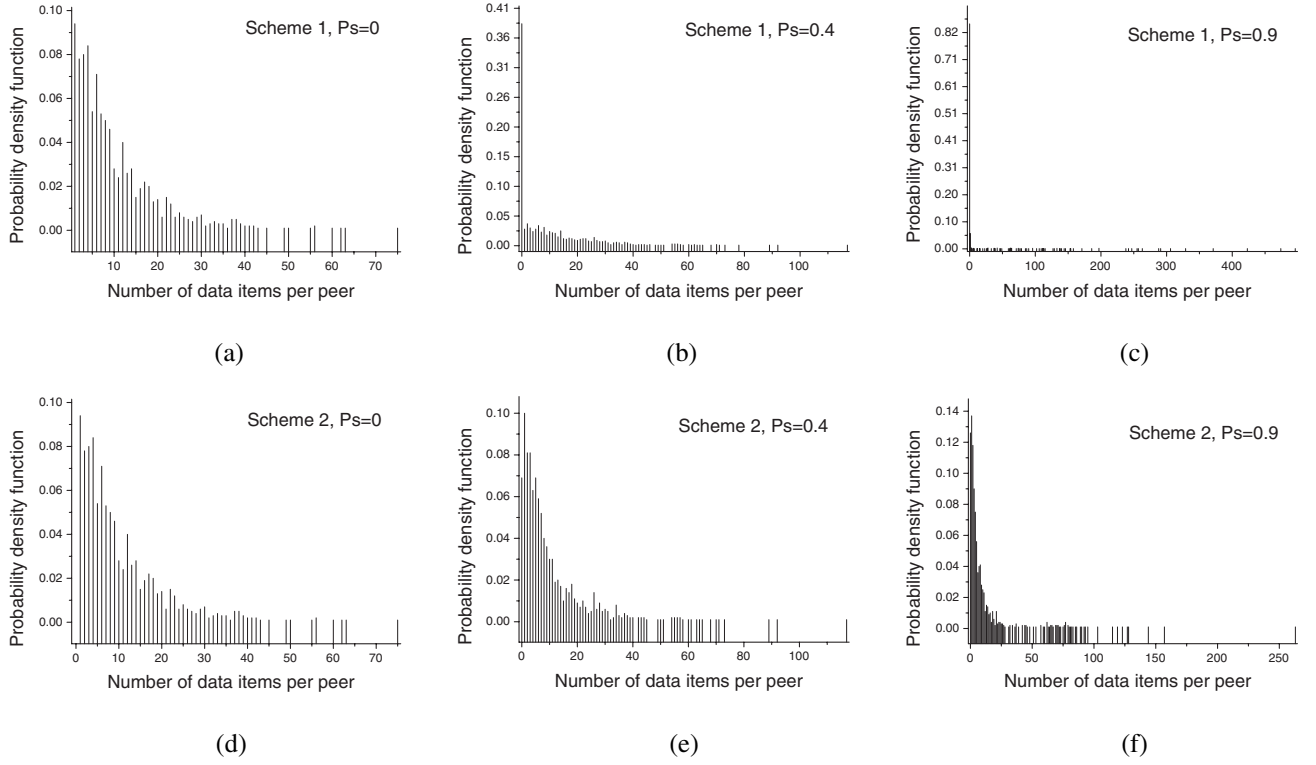 Scheme 1, Ps=0
Probability density function
0.10
0.08
0.06
0.04
0.02
0.00
10 20 30 40 50 60 70
Number of data items per peer
(a)
Scheme 1, Ps=0.4
Probability density function
0.41
0.36
0.31
0.26
0.20
0.15
0.10
0.05
0.00
0 20 40 60 80 100
Number of data items per peer
(b)
Scheme 1, Ps=0.9
Probability density function
0.82
0.71
0.61
0.51
0.41
0.31
0.20
0.10
0.00
0 100 200 300 400
Number of data items per peer
(c)
Scheme 2, Ps=0
Probability density function
0.10
0.08
0.06
0.04
0.02
0.00
0 10 20 30 40 50 60 70
Number of data items per peer
(d)
Scheme 2, Ps=0.4
Probability density function
0.10
0.08
0.06
0.04
0.02
0.00
0 20 40 60 80 100
Number of data items per peer
(e)
Scheme 2, Ps=0.9
Probability density function
0.14
0.12
0.10
0.08
0.06
0.04
0.02
0.00
0 50 100 150 200 250
Number of data items per peer
(f)